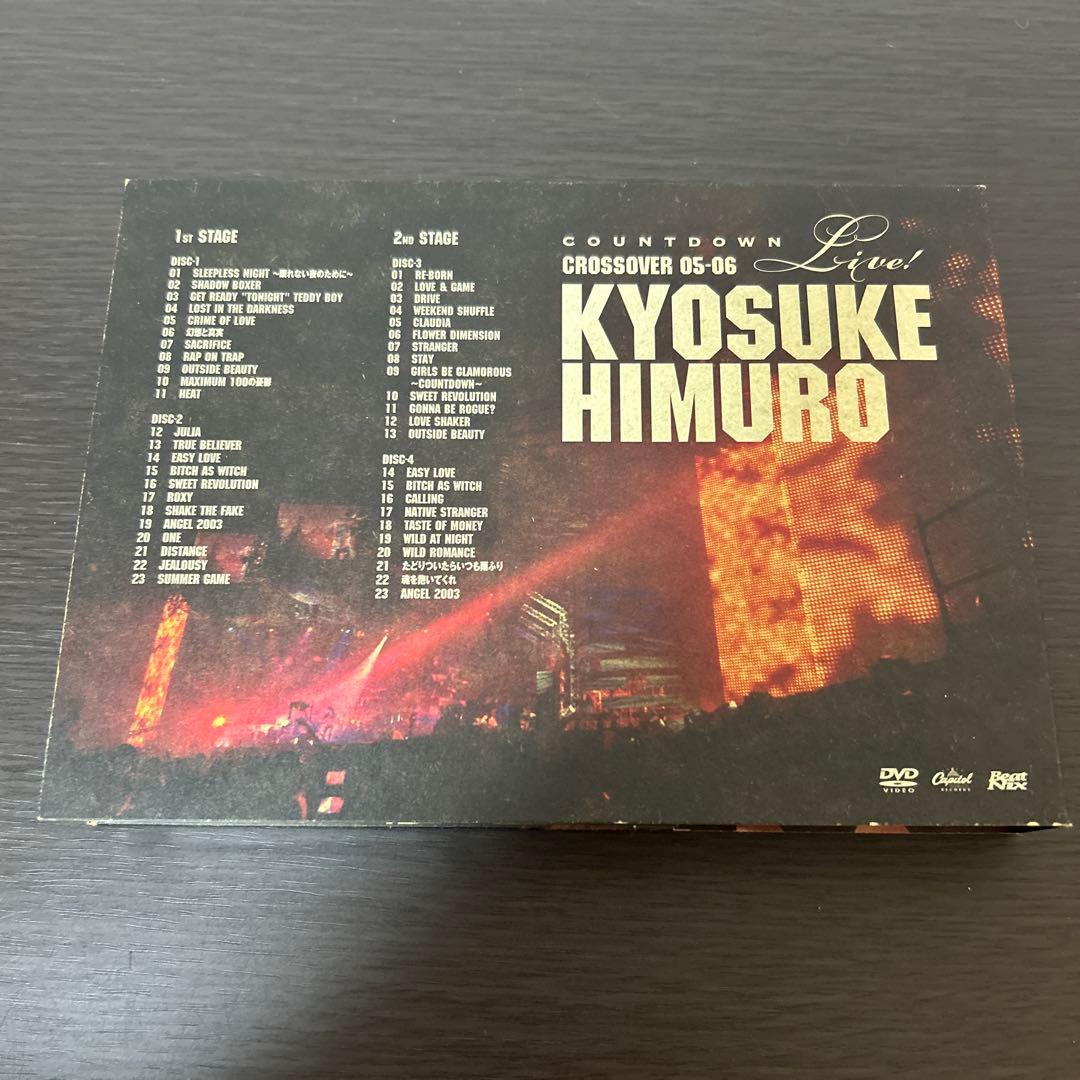 1ST STAGE
DISC-1
01 SLEEPLESS NIGHT ~眠れない夜のために~
02 SHADOW BOXER
03 GET READY "TONIGHT" TEDDY BOY
04 LOST IN THE DARKNESS
05 CRIME OF LOVE
06 幻想と真実
07 SACRIFICE
08 RAP ON TRAP
09 OUTSIDE BEAUTY
10 MAXIMUM 100の憂鬱
11 HEAT
DISC-2
12 JULIA
13 TRUE BELIEVER
14 EASY LOVE
15 BITCH AS WITCH
16 SWEET REVOLUTION
17 ROXY
18 SHAKE THE FAKE
19 ANGEL 2003
20 ONE
21 DISTANCE
22 JEALOUSY
23 SUMMER GAME
2ND STAGE
DISC-3
01 RE-BORN
02 LOVE & GAME
03 DRIVE
04 WEEKEND SHUFFLE
05 CLAUDIA
06 FLOWER DIMENSION
07 STRANGER
08 STAY
09 GIRLS BE GLAMOROUS
~COUNTDOWN~
10 SWEET REVOLUTION
11 GONNA BE ROGUE?
12 LOVE SHAKER
13 OUTSIDE BEAUTY
DISC-4
14 EASY LOVE
15 BITCH AS WITCH
16 CALLING
17 NATIVE STRANGER
18 TASTE OF MONEY
19 WILD AT NIGHT
20 WILD ROMANCE
21 たどりついたらいつも雨ふり
22 魂を抱いてくれ
23 ANGEL 2003
COUNTDOWN Live!
CROSSOVER 05-06
KYOSUKE
HIMURO
DVD VIDEO
Capitol RECORDS
Beat Nix